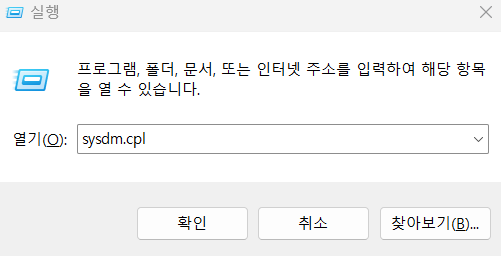 실행
프로그램, 폴더, 문서, 또는 인터넷 주소를 입력하여 해당 항목
을 열 수 있습니다.
열기(O): sysdm.cpl
확인 취소 찾아보기(B)...